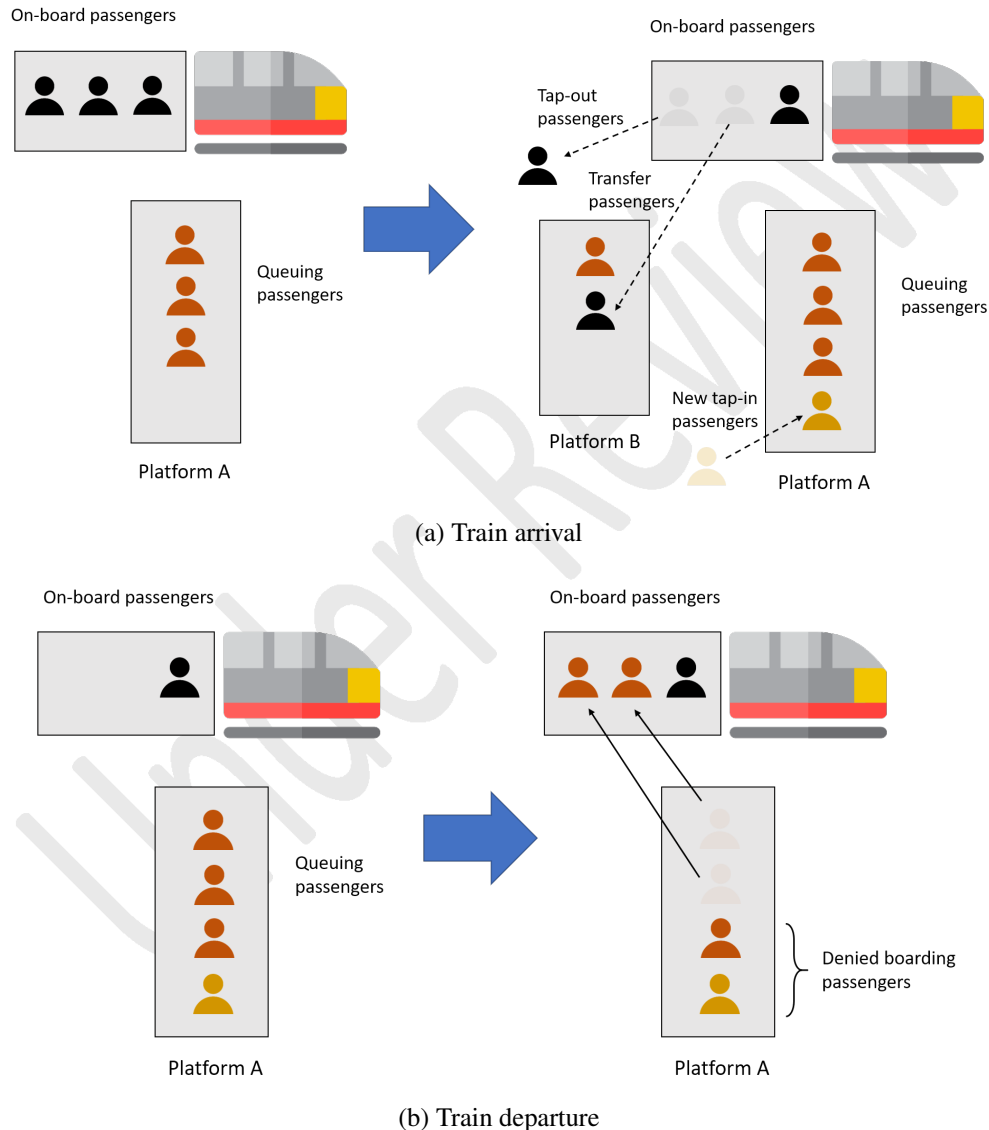 On-board passengers
On-board passengers
Tap-out
passengers
Transfer
passengers
Queuing
passengers
Queuing
passengers
New tap-in
passengers
Platform B
Platform A
Platform A
(a) Train arrival
On-board passengers
On-board passengers
Queuing
passengers
Denied boarding
passengers
Platform A
Platform A
(b) Train departure
Under Review